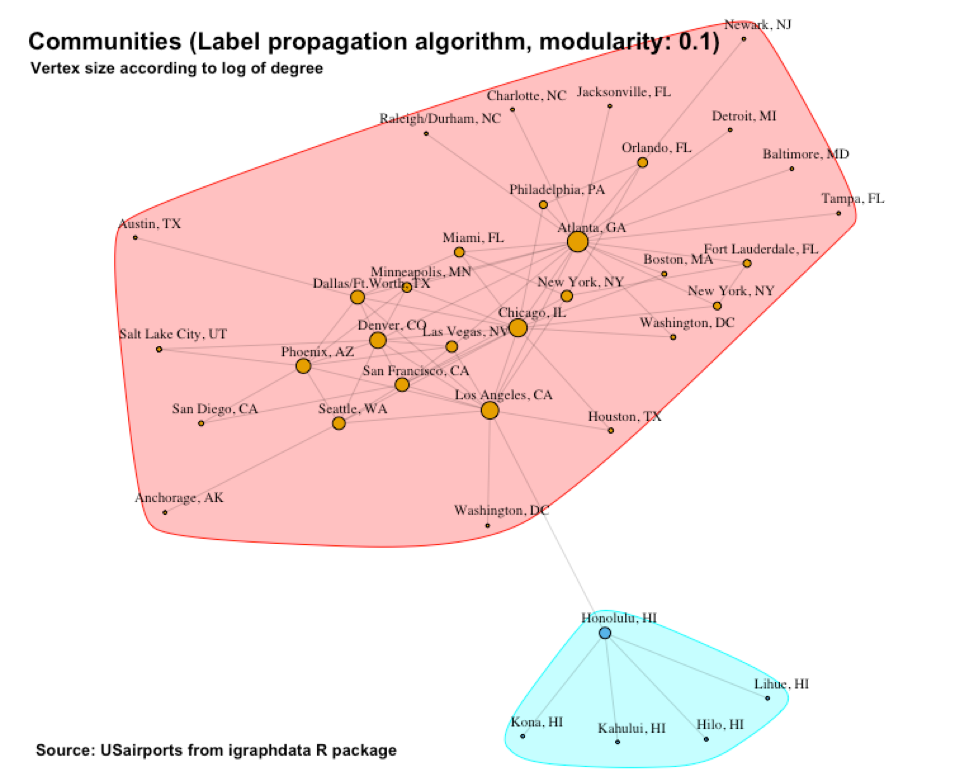 Newark, NJ
Communities (Label propagation algorithm, modularity: 0.1)
Vertex size according to log of degree
Charlotte, NC
Jacksonville, FL
Raleigh/Durham, NC
Detroit, MI
Orlando, FL
Baltimore, MD
Philadelphia, PA
Tampa, FL
Austin, TX
Atlanta, GA
Miami, FL
Fort Lauderdale, FL
Boston, MA
Minneapolis, MN
Dallas/Ft.Worth, TX
New York, NY
New York, NY
Chicago, IL
Washington, DC
Denver, CO
Las Vegas, NV
Salt Lake City, UT
Phoenix, AZ
San Francisco, CA
Los Angeles, CA
San Diego, CA
Seattle, WA
Houston, TX
Anchorage, AK
Washington, DC
Honolulu, HI
Lihue, HI
Kona, HI
Kahului, HI
Hilo, HI
Source: USairports from igraphdata R package